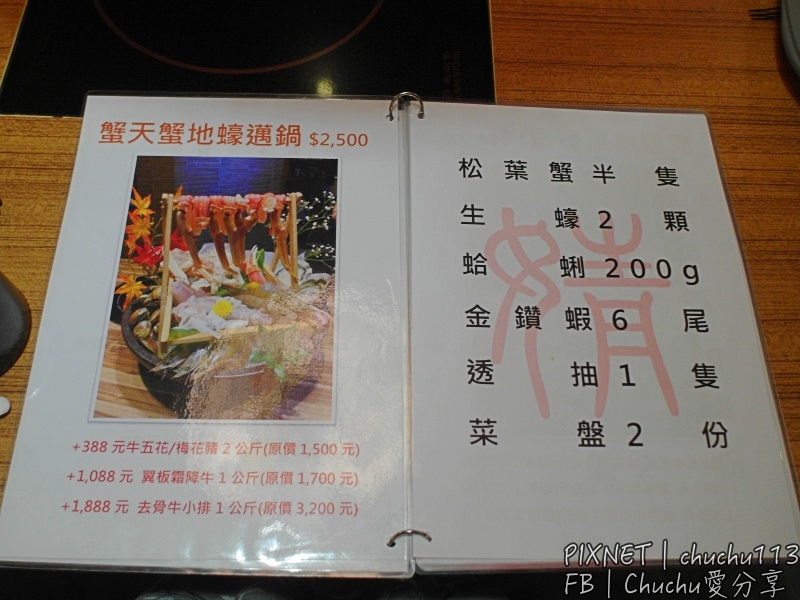 蟹天蟹地蠔邁鍋 $2,500
+388 元牛五花/梅花豬 2 公斤(原價 1,500 元)
+1,088 元 翼板霜降牛 1 公斤(原價 1,700 元)
+1,888 元 去骨牛小排 1 公斤(原價 3,200 元)
松葉蟹半隻
生蠔2顆
蛤蜊200g
金鑽蝦6尾
透抽1隻
菜盤2份
婧
PIXNET | chuchu113
FB | Chuchu愛分享